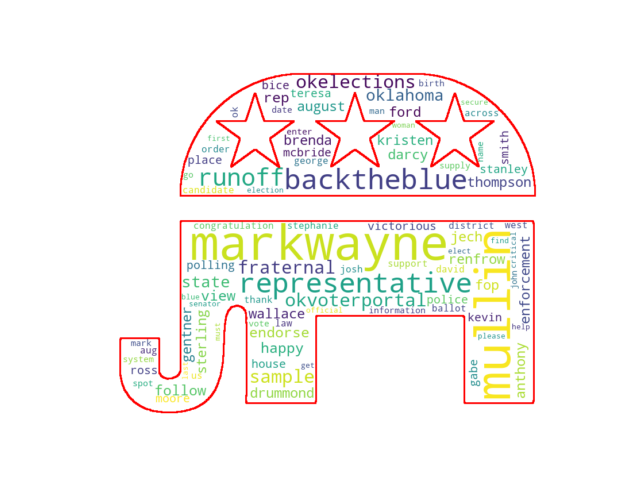 bice okelections birth
rep teresa oklahoma secure
ok date august man ford across
first enter woman
order brenda kristen name smith
place mcbride george darcy
go runoff backtheblue supply stanley
candidate election thompson
congratulation stephanie victorious district west
markwayne jech find critical
polling fraternal josh support elect renfrow
state representative david fop john enforcement
blue view thank okvoterportal police mullin
senator wallace official information ballot kevin
mark gentner sterling must vote law endorse please help
aug happy
system house get gabe anthony
ross us sample
spot follow drummond
moore